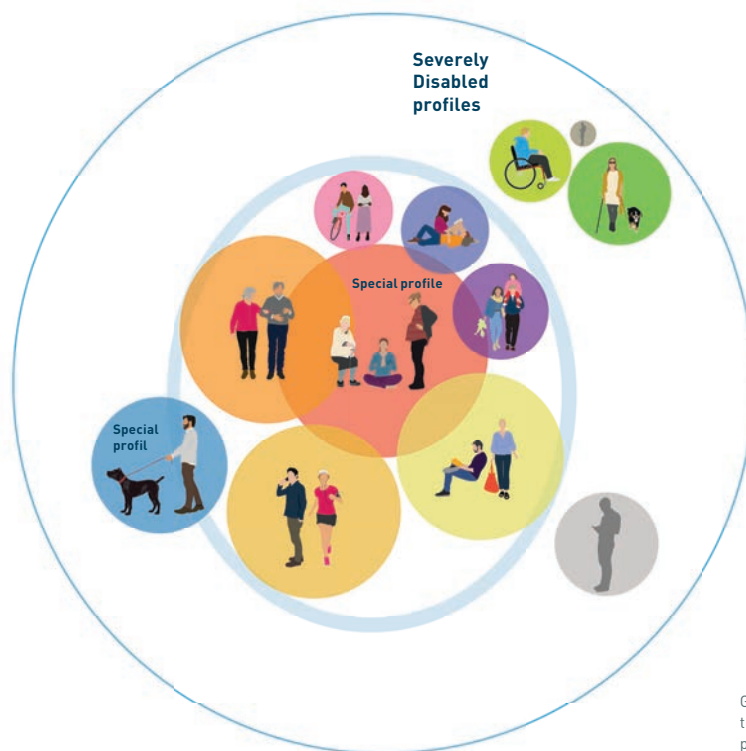 Severely
Disabled
profiles
Special profile
Special
profil
G
t
p